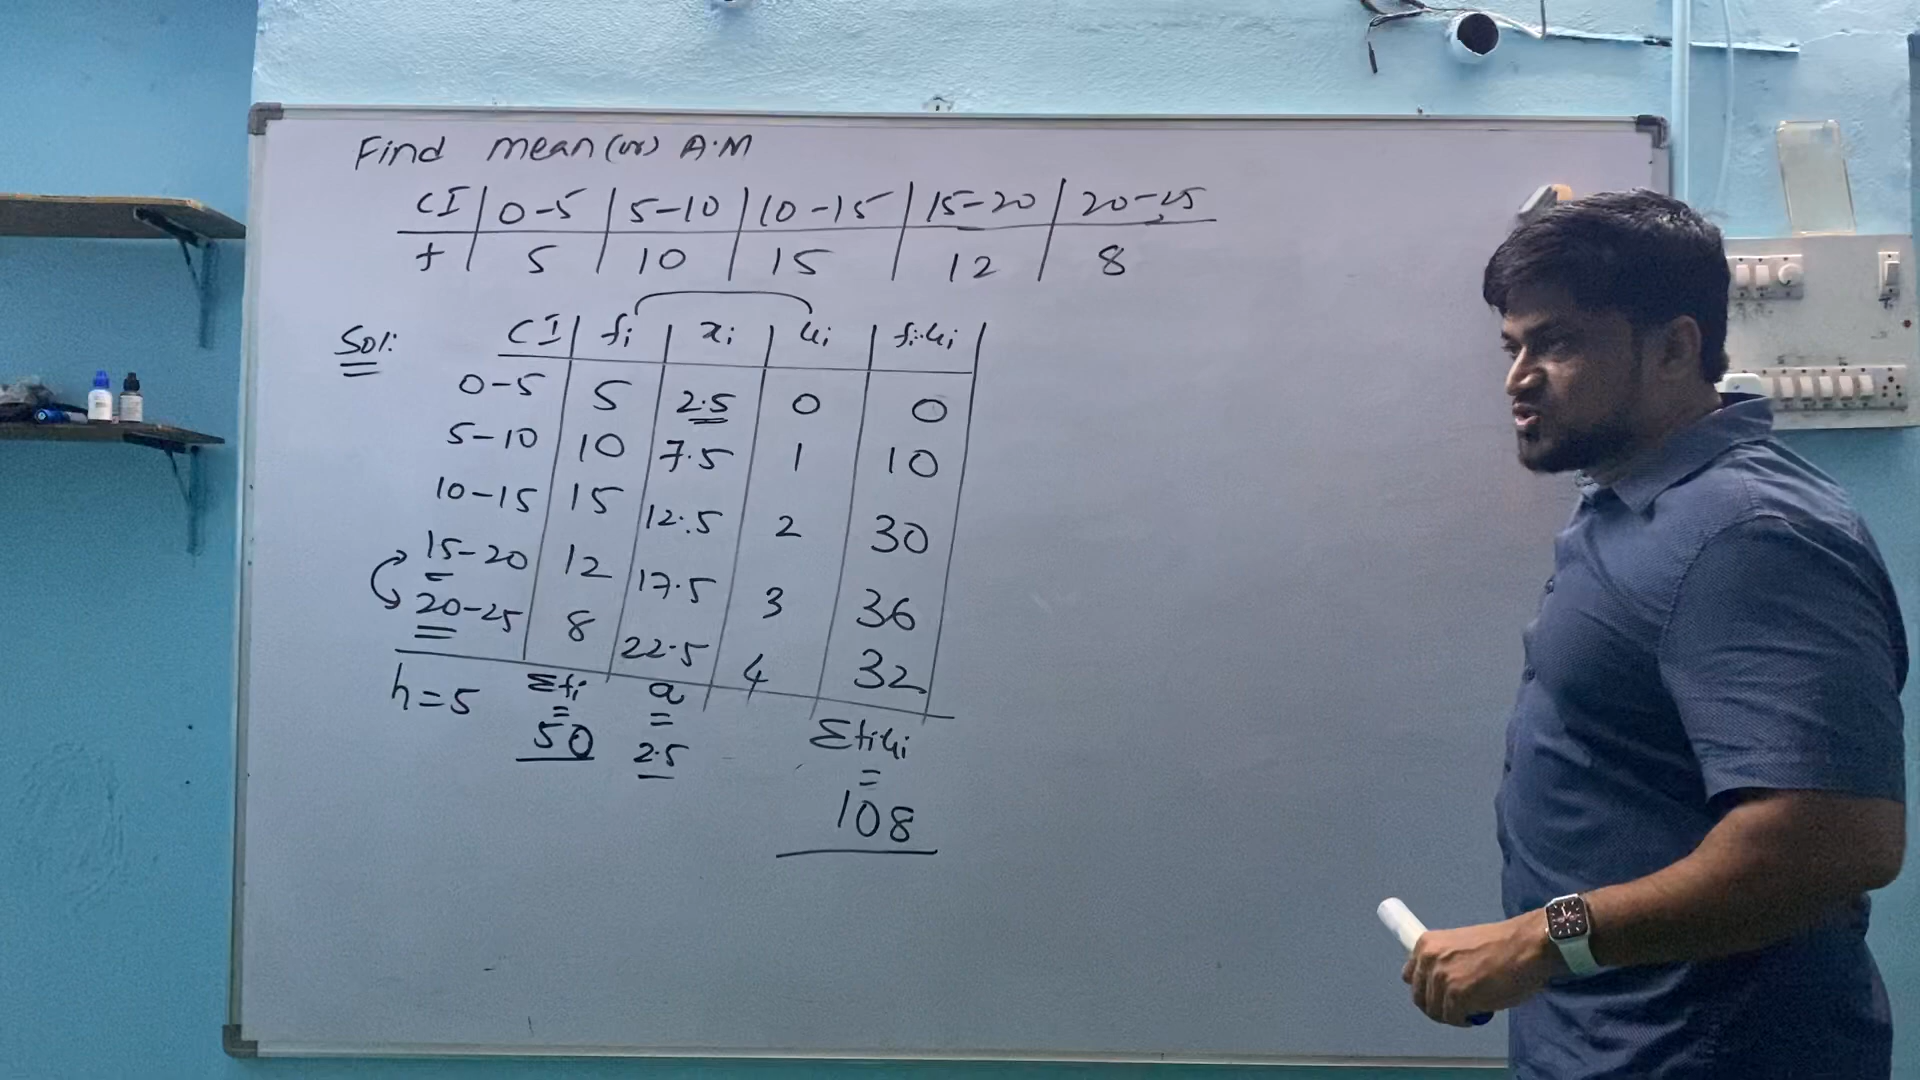 Find mean (or) A.M
CI | 0-5 | 5-10 | 10-15 | 15-20 | 20-25
f | 5 | 10 | 15 | 12 | 8
Sol:
CI | fi | xi | ui | fiui
0-5 | 5 | 2.5 | 0 | 0
5-10 | 10 | 7.5 | 1 | 10
10-15 | 15 | 12.5 | 2 | 30
15-20 | 12 | 17.5 | 3 | 36
20-25 | 8 | 22.5 | 4 | 32
h=5 Σfi = 50 a = 2.5 Σfiui = 108